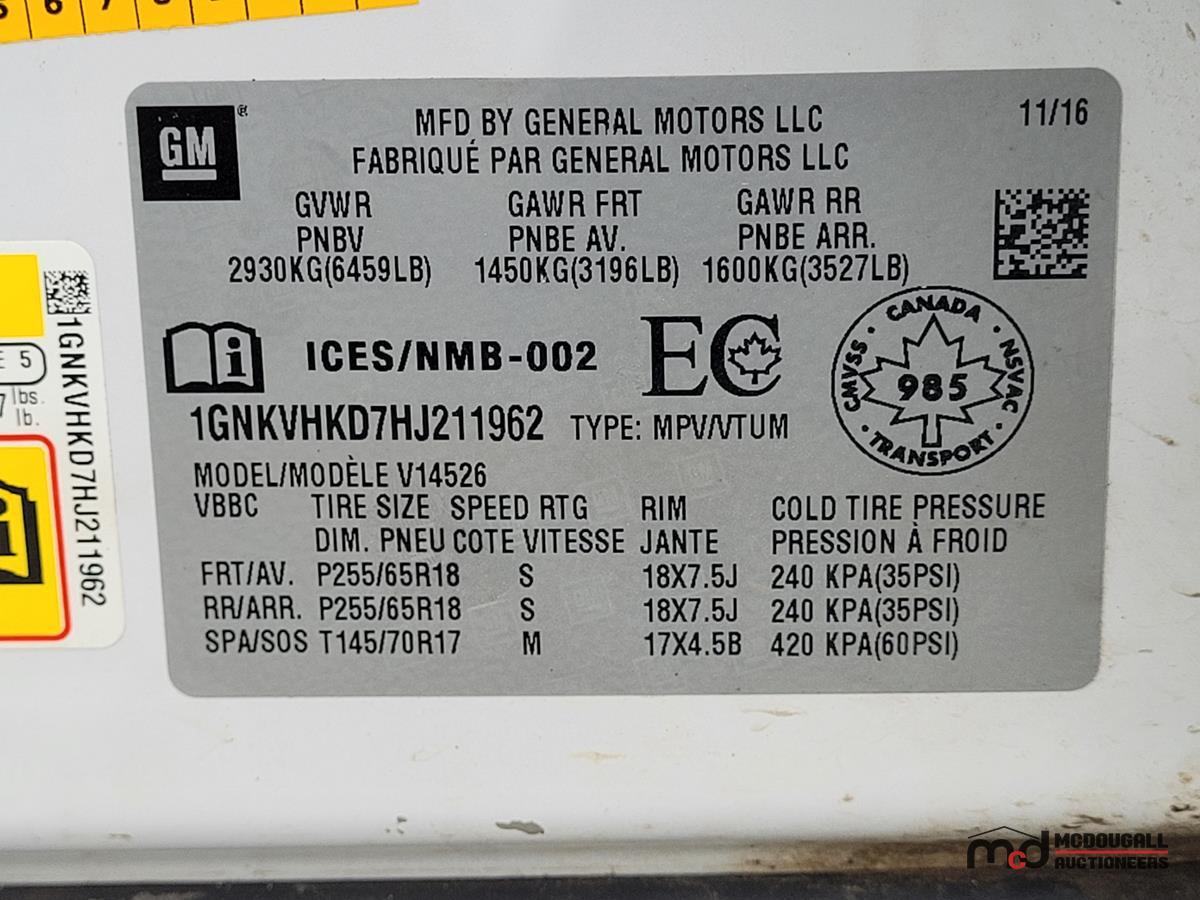 GM
®
MFD BY GENERAL MOTORS LLC
11/16
FABRIQUÉ PAR GENERAL MOTORS LLC
GVWR GAWR FRT GAWR RR
PNBV PNBE AV. PNBE ARR.
2930KG(6459LB) 1450KG(3196LB) 1600KG(3527LB)
ICES/NMB-002
EC
CANADA
CMVSS
NSVAC
985
TRANSPORT
1GNKVHKD7HJ211962 TYPE: MPV/VTUM
MODEL/MODÈLE V14526
VBBC TIRE SIZE SPEED RTG RIM COLD TIRE PRESSURE
DIM. PNEU COTE VITESSE JANTE PRESSION À FROID
FRT/AV. P255/65R18 S 18X7.5J 240 KPA(35PSI)
RR/ARR. P255/65R18 S 18X7.5J 240 KPA(35PSI)
SPA/SOS T145/70R17 M 17X4.5B 420 KPA(60PSI)
1GNKVHKD7HJ211962
5
lbs.
lb.
mcd MCDOUGALL
AUCTIONEERS